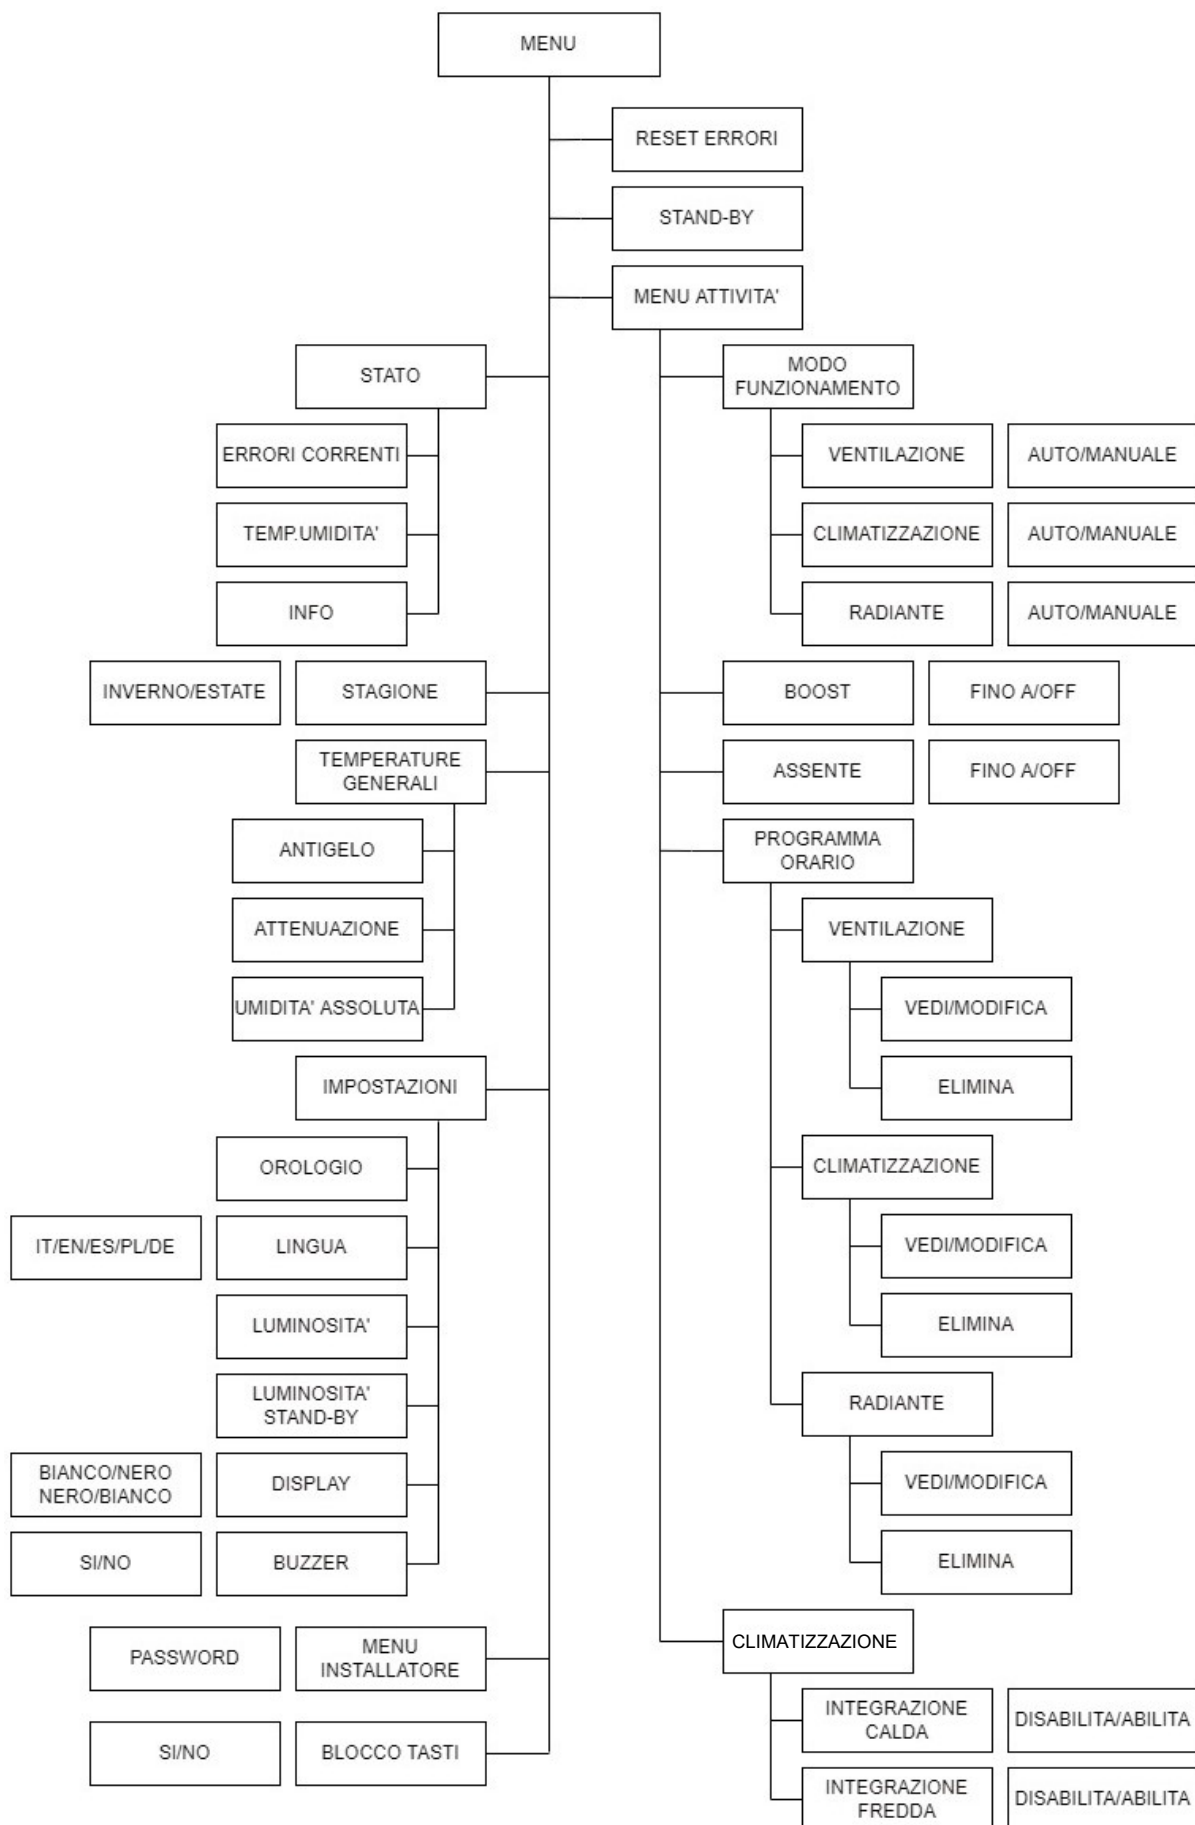 MENU
RESET ERRORI
STAND-BY
MENU ATTIVITA'
STATO
MODO
FUNZIONAMENTO
ERRORI CORRENTI
VENTILAZIONE
AUTO/MANUALE
TEMP.UMIDITA'
CLIMATIZZAZIONE
AUTO/MANUALE
INFO
RADIANTE
AUTO/MANUALE
INVERNO/ESTATE
STAGIONE
BOOST
FINO A/OFF
TEMPERATURE
GENERALI
ASSENTE
FINO A/OFF
ANTIGELO
PROGRAMMA
ORARIO
ATTENUAZIONE
VENTILAZIONE
UMIDITA' ASSOLUTA
VEDI/MODIFICA
IMPOSTAZIONI
ELIMINA
OROLOGIO
CLIMATIZZAZIONE
IT/EN/ES/PL/DE
LINGUA
VEDI/MODIFICA
LUMINOSITA'
ELIMINA
LUMINOSITA'
STAND-BY
RADIANTE
BIANCO/NERO
NERO/BIANCO
DISPLAY
VEDI/MODIFICA
SI/NO
BUZZER
ELIMINA
PASSWORD
MENU
INSTALLATORE
CLIMATIZZAZIONE
SI/NO
BLOCCO TASTI
INTEGRAZIONE
CALDA
DISABILITA/ABILITA
INTEGRAZIONE
FREDDA
DISABILITA/ABILITA